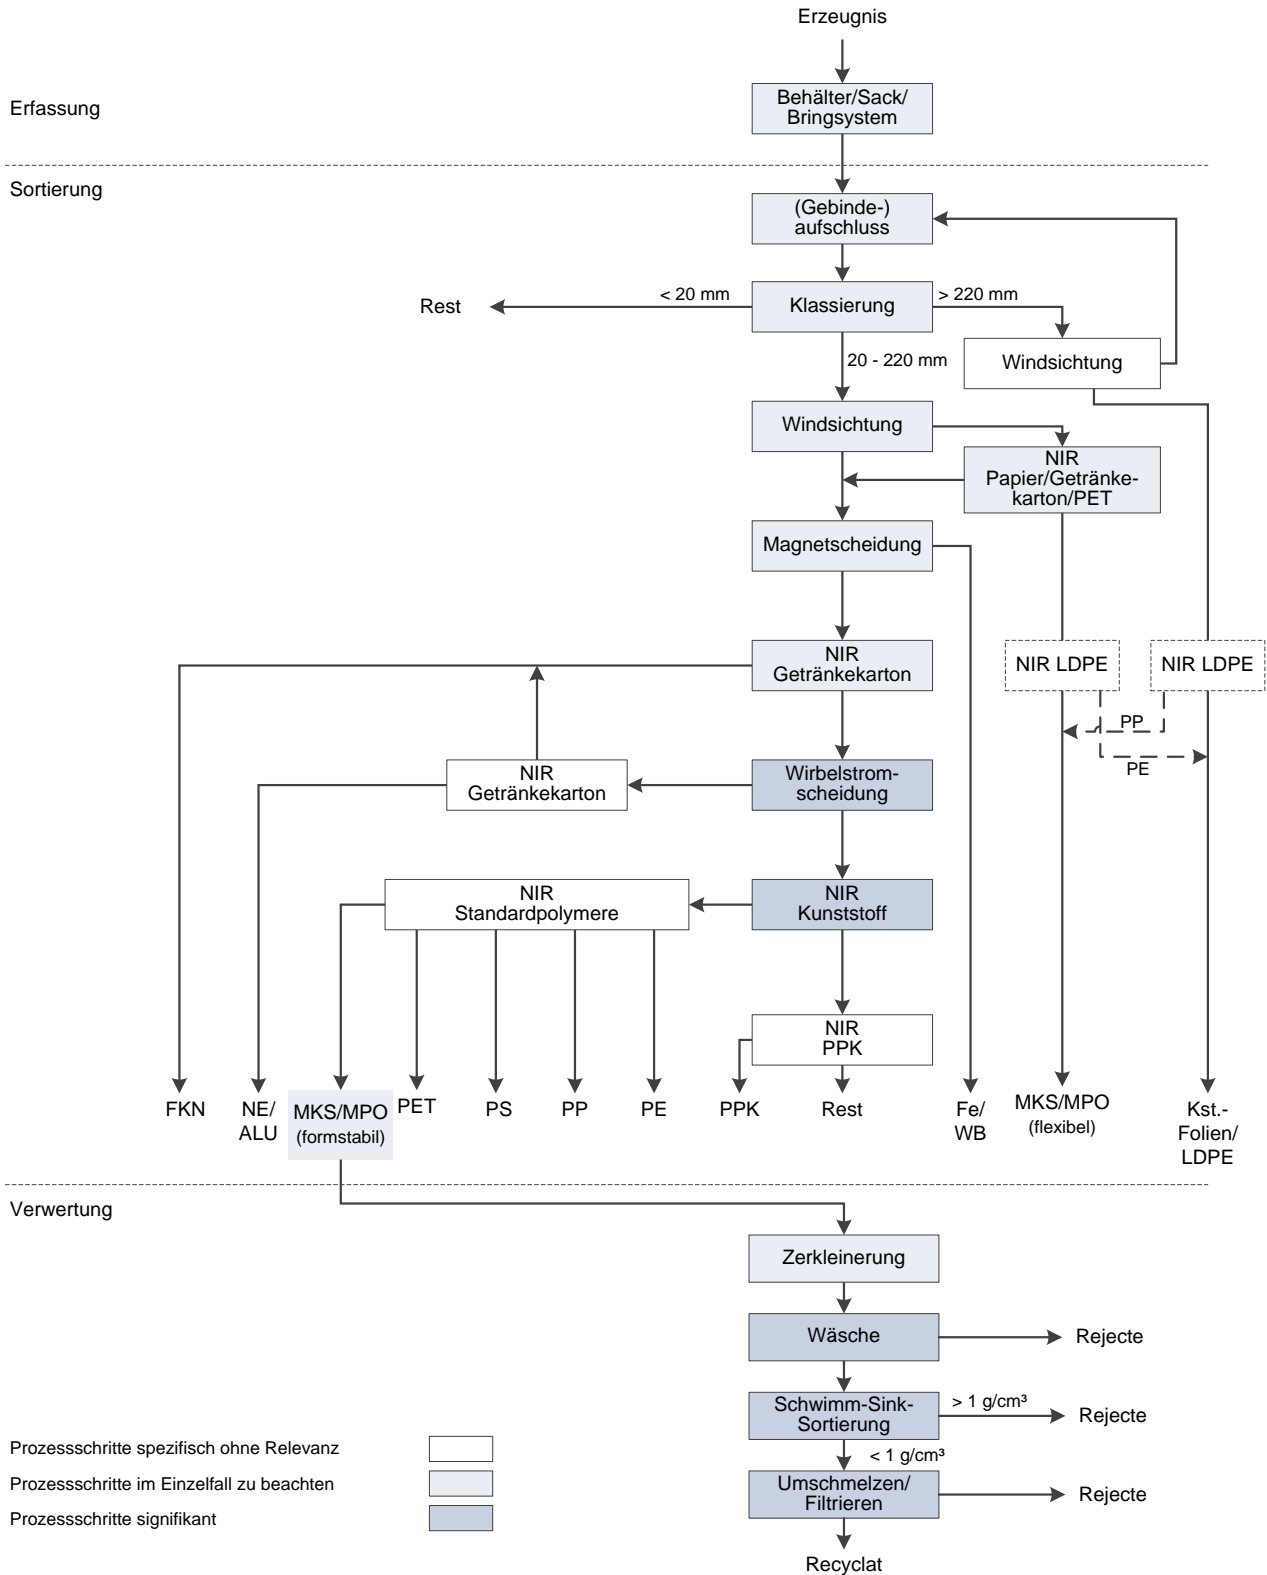 Erzeugnis
Erfassung
Behälter/Sack/
Bringsystem
Sortierung
(Gebinde-)
aufschluss
Rest
< 20 mm
Klassierung
> 220 mm
20 - 220 mm
Windsichtung
Windsichtung
NIR
Papier/Getränke-
karton/PET
Magnetscheidung
NIR
Getränkekarton
NIR LDPE
NIR LDPE
PP
PE
NIR
Getränkekarton
Wirbelstrom-
scheidung
NIR
Standardpolymere
NIR
Kunststoff
NIR
PPK
FKN
NE/
ALU
MKS/MPO
(formstabil)
PET
PS
PP
PE
PPK
Rest
Fe/
WB
MKS/MPO
(flexibel)
Kst.-
Folien/
LDPE
Verwertung
Zerkleinerung
Wäsche
Rejecte
Schwimm-Sink-
Sortierung
> 1 g/cm³
Rejecte
< 1 g/cm³
Umschmelzen/
Filtrieren
Rejecte
Recyclat
Prozessschritte spezifisch ohne Relevanz
Prozessschritte im Einzelfall zu beachten
Prozessschritte signifikant